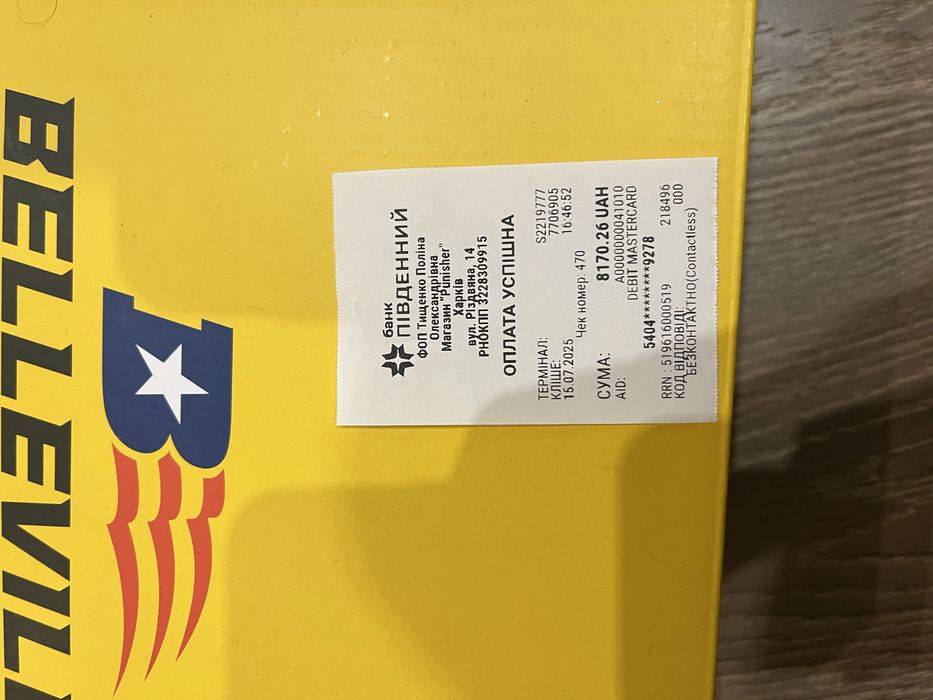 BELLEVIL
B
банк
ПІВДЕННИЙ
ФОП Тищенко Поліна
Олександрівна
Магазин "Punisher"
Харків
вул. Різдвяна, 14
РНОКПП 3228309915
ОПЛАТА УСПІШНА
ТЕРМІНАЛ: S2219777
КЛІШЕ: 7706905
15.07.2025 16:46:52
Чек номер: 470
СУМА: 8170.26 UAH
AID: A0000000041010
DEBIT MASTERCARD
5404*********9278
RRN : 519616000519 218496
КОД ВІДПОВІДІ: 000
БЕЗКОНТАКТНО(Contactless)